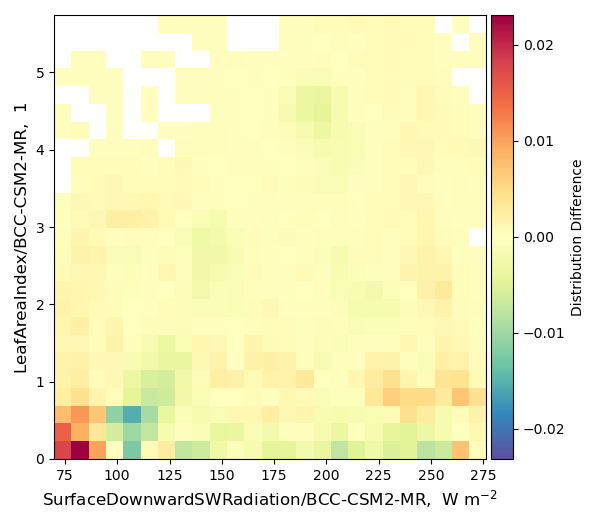 LeafAreaIndex/BCC-CSM2-MR,  1
5
4
3
2
1
0
75 100 125 150 175 200 225 250 275
SurfaceDownwardSWRadiation/BCC-CSM2-MR,  W m⁻²
0.02
0.01
0.00
−0.01
−0.02
Distribution Difference